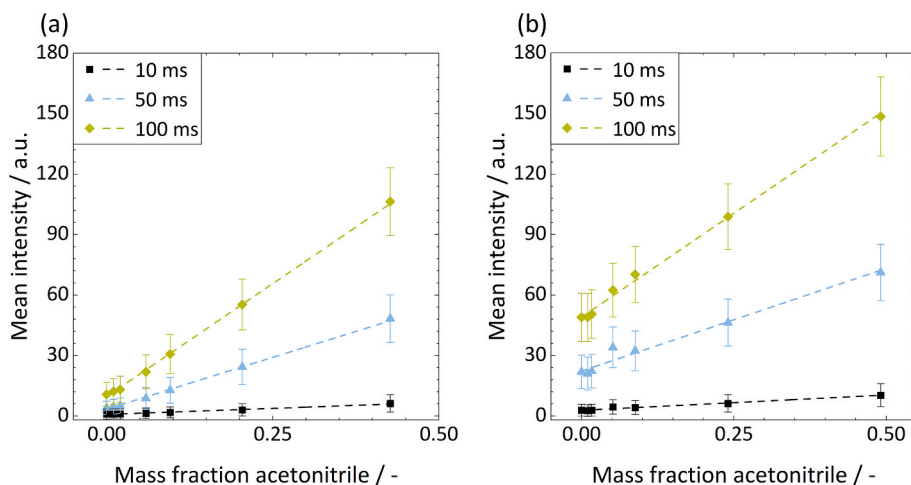 (a)
180
150
120
90
60
30
0
Mean intensity / a.u.
10 ms
50 ms
100 ms
0.00
0.25
0.50
Mass fraction acetonitrile / -
(b)
180
150
120
90
60
30
0
Mean intensity / a.u.
10 ms
50 ms
100 ms
0.00
0.25
0.50
Mass fraction acetonitrile / -